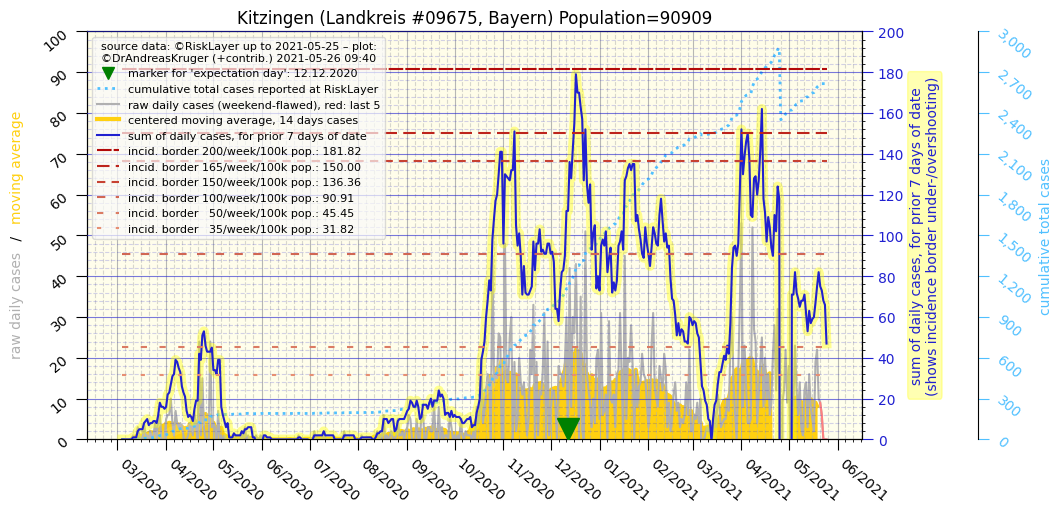 Kitzingen (Landkreis #09675, Bayern) Population=90909
source data: ©RiskLayer up to 2021-05-25 – plot:
©DrAndreasKruger (+contrib.) 2021-05-26 09:40
marker for 'expectation day': 12.12.2020
cumulative total cases reported at RiskLayer
raw daily cases (weekend-flawed), red: last 5
centered moving average, 14 days cases
sum of daily cases, for prior 7 days of date
incid. border 200/week/100k pop.: 181.82
incid. border 165/week/100k pop.: 150.00
incid. border 150/week/100k pop.: 136.36
incid. border 100/week/100k pop.: 90.91
incid. border 50/week/100k pop.: 45.45
incid. border 35/week/100k pop.: 31.82
raw daily cases / moving average
100
90
80
70
60
50
40
30
20
10
0
03/2020
04/2020
05/2020
06/2020
07/2020
08/2020
09/2020
10/2020
11/2020
12/2020
01/2021
02/2021
03/2021
04/2021
05/2021
06/2021
200
180
160
140
120
100
80
60
40
20
0
sum of daily cases, for prior 7 days of date
(shows incidence border under-/overshooting)
3,000
2,700
2,400
2,100
1,800
1,500
1,200
900
600
300
0
cumulative total cases